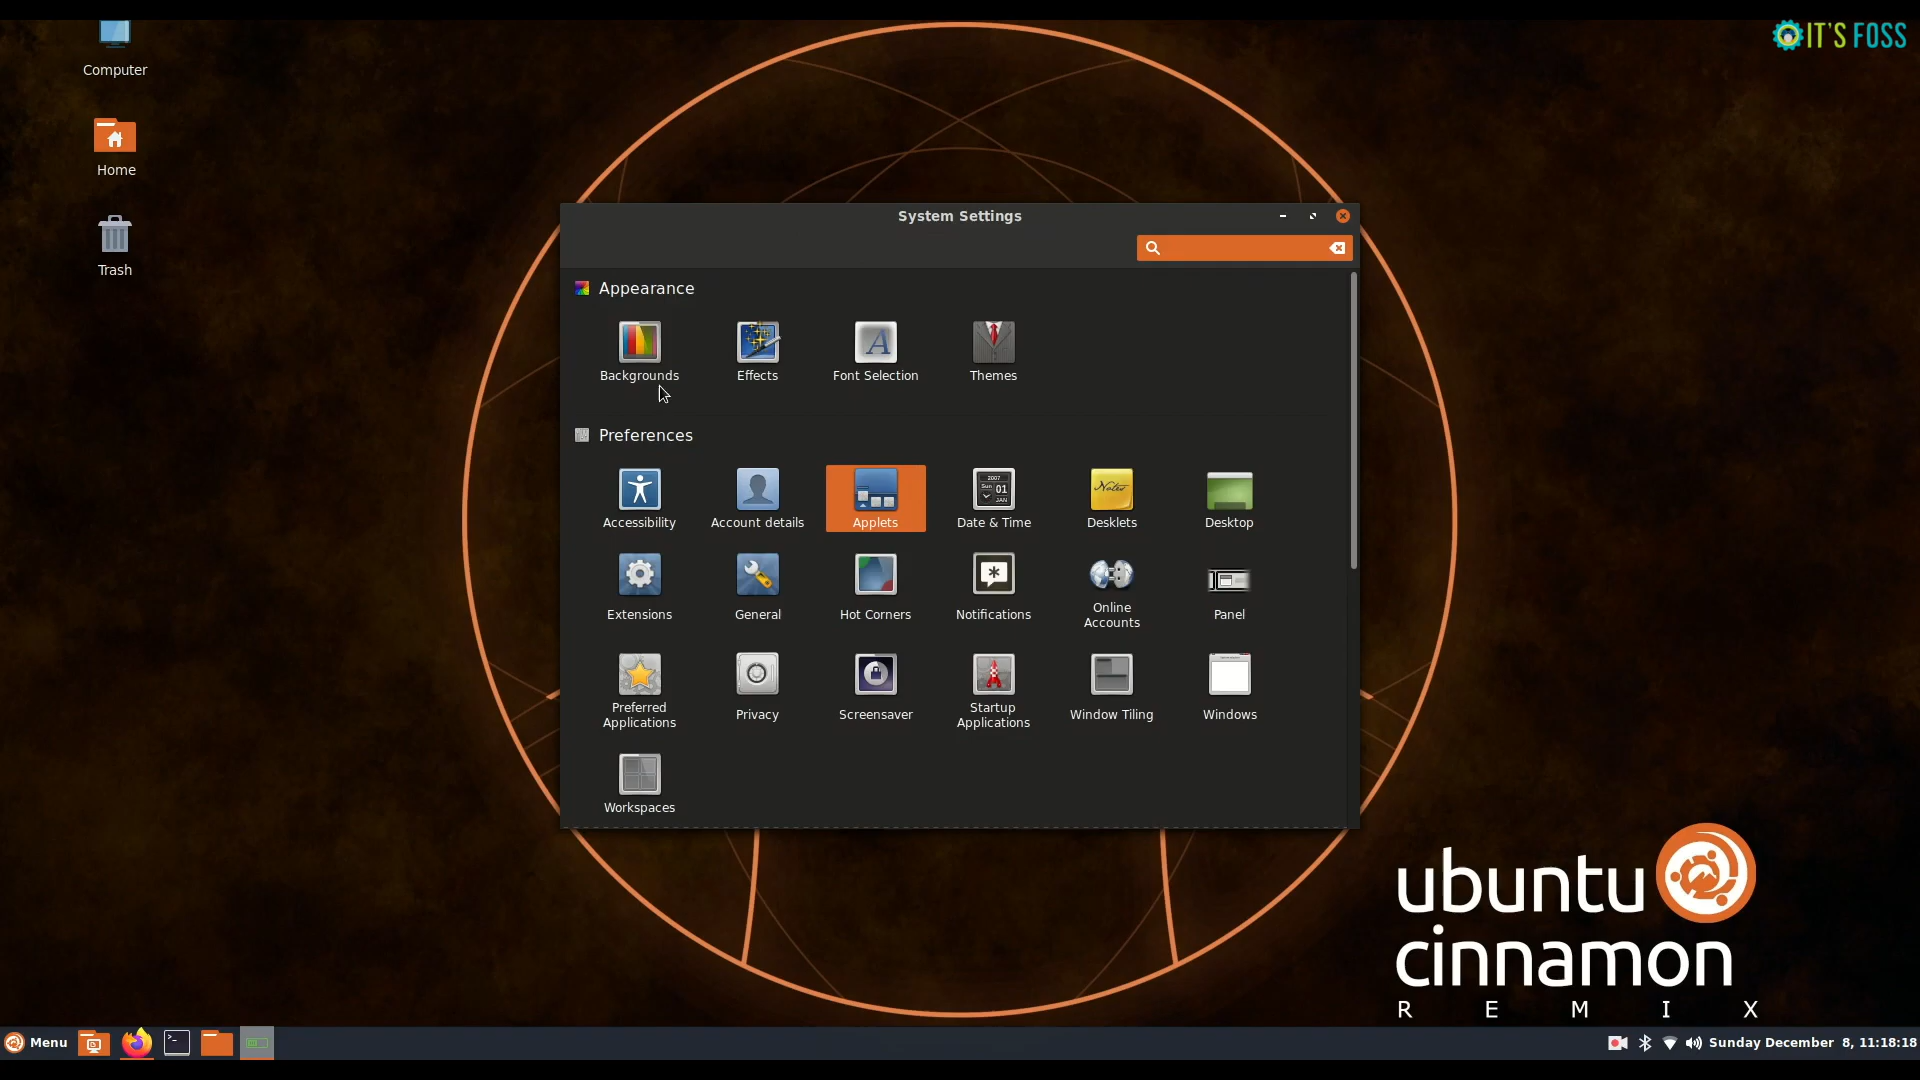 IT'S FOSS
Computer
Home
Trash
System Settings
Appearance
Backgrounds
Effects
Font Selection
Themes
Preferences
Accessibility
Account details
Applets
Date & Time
Desklets
Desktop
Extensions
General
Hot Corners
Notifications
Online
Accounts
Panel
Preferred
Applications
Privacy
Screensaver
Startup
Applications
Window Tiling
Windows
Workspaces
ubuntu
cinnamon
REMIX
Menu
Sunday December 8, 11:18:18